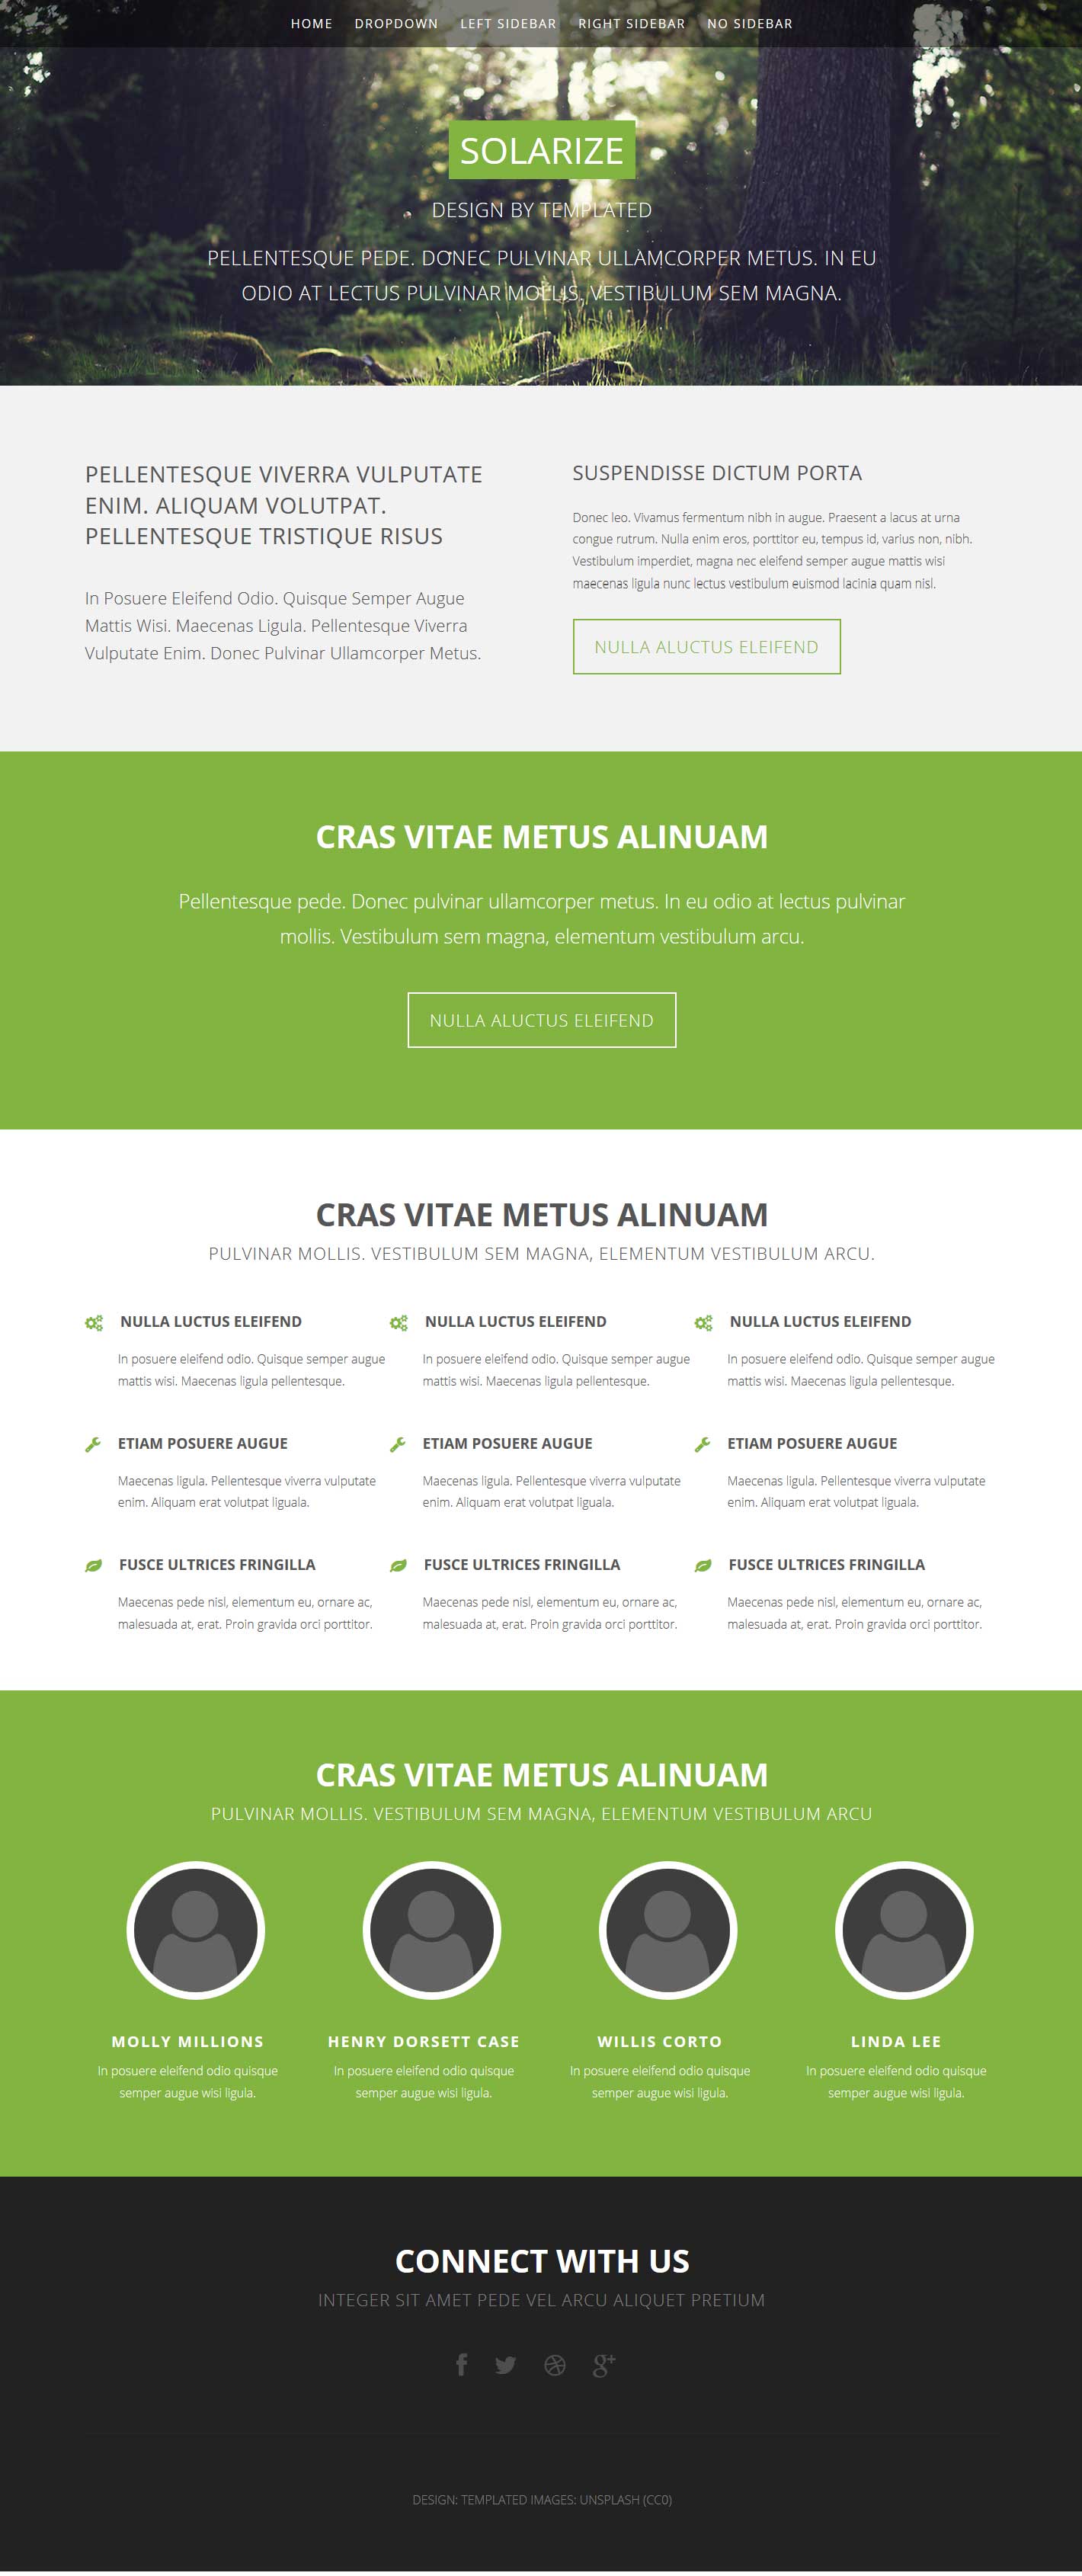 HOME DROPDOWN LEFT SIDEBAR RIGHT SIDEBAR NO SIDEBAR
SOLARIZE
DESIGN BY TEMPLATED
PELLENTESQUE PEDE. DONEC PULVINAR ULLAMCORPER METUS. IN EU
ODIO AT LECTUS PULVINAR MOLLIS. VESTIBULUM SEM MAGNA.
PELLENTESQUE VIVERRA VULPUTATE
ENIM. ALIQUAM VOLUTPAT.
PELLENTESQUE TRISTIQUE RISUS
In Posuere Eleifend Odio. Quisque Semper Augue
Mattis Wisi. Maecenas Ligula. Pellentesque Viverra
Vulputate Enim. Donec Pulvinar Ullamcorper Metus.
SUSPENDISSE DICTUM PORTA
Donec leo. Vivamus fermentum nibh in augue. Praesent a lacus at urna
congue rutrum. Nulla enim eros, porttitor eu, tempus id, varius non, nibh.
Vestibulum imperdiet, magna nec eleifend semper augue mattis wisi
maecenas ligula nunc lectus vestibulum euismod lacinia quam nisl.
NULLA ALUCTUS ELEIFEND
CRAS VITAE METUS ALINUAM
Pellentesque pede. Donec pulvinar ullamcorper metus. In eu odio at lectus pulvinar
mollis. Vestibulum sem magna, elementum vestibulum arcu.
NULLA ALUCTUS ELEIFEND
CRAS VITAE METUS ALINUAM
PULVINAR MOLLIS. VESTIBULUM SEM MAGNA, ELEMENTUM VESTIBULUM ARCU.
NULLA LUCTUS ELEIFEND
In posuere eleifend odio. Quisque semper augue
mattis wisi. Maecenas ligula pellentesque.
NULLA LUCTUS ELEIFEND
In posuere eleifend odio. Quisque semper augue
mattis wisi. Maecenas ligula pellentesque.
NULLA LUCTUS ELEIFEND
In posuere eleifend odio. Quisque semper augue
mattis wisi. Maecenas ligula pellentesque.
ETIAM POSUERE AUGUE
Maecenas ligula. Pellentesque viverra vulputate
enim. Aliquam erat volutpat liguala.
ETIAM POSUERE AUGUE
Maecenas ligula. Pellentesque viverra vulputate
enim. Aliquam erat volutpat liguala.
ETIAM POSUERE AUGUE
Maecenas ligula. Pellentesque viverra vulputate
enim. Aliquam erat volutpat liguala.
FUSCE ULTRICES FRINGILLA
Maecenas pede nisl, elementum eu, ornare ac,
malesuada at, erat. Proin gravida orci porttitor.
FUSCE ULTRICES FRINGILLA
Maecenas pede nisl, elementum eu, ornare ac,
malesuada at, erat. Proin gravida orci porttitor.
FUSCE ULTRICES FRINGILLA
Maecenas pede nisl, elementum eu, ornare ac,
malesuada at, erat. Proin gravida orci porttitor.
CRAS VITAE METUS ALINUAM
PULVINAR MOLLIS. VESTIBULUM SEM MAGNA, ELEMENTUM VESTIBULUM ARCU
MOLLY MILLIONS
In posuere eleifend odio quisque
semper augue wisi ligula.
HENRY DORSETT CASE
In posuere eleifend odio quisque
semper augue wisi ligula.
WILLIS CORTO
In posuere eleifend odio quisque
semper augue wisi ligula.
LINDA LEE
In posuere eleifend odio quisque
semper augue wisi ligula.
CONNECT WITH US
INTEGER SIT AMET PEDE VEL ARCU ALIQUET PRETIUM
DESIGN: TEMPLATED IMAGES: UNSPLASH (CC0)